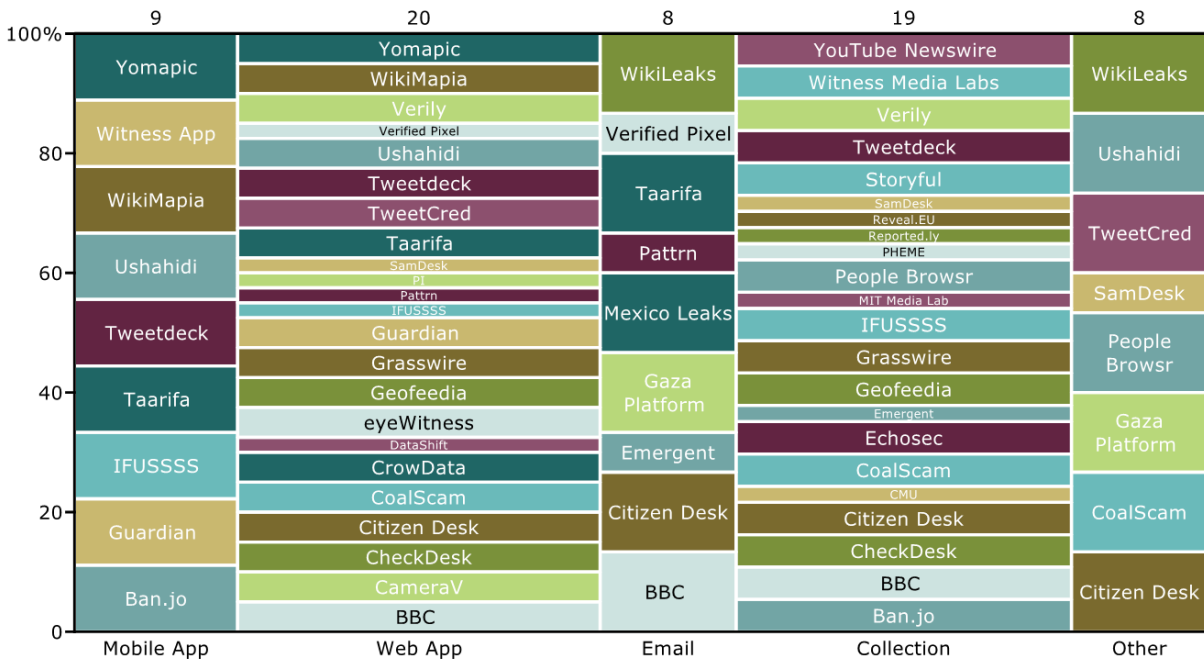 9
20
8
19
8
100%
80
60
40
20
0
Yomapic
Witness App
WikiMapia
Ushahidi
Tweetdeck
Taarifa
IFUSSSS
Guardian
Ban.jo
Yomapic
WikiMapia
Verily
Verified Pixel
Ushahidi
Tweetdeck
TweetCred
Taarifa
SamDesk
PI
Pattrn
IFUSSSS
Guardian
Grasswire
Geofeedia
eyeWitness
DataShift
CrowData
CoalScam
Citizen Desk
CheckDesk
CameraV
BBC
WikiLeaks
Verified Pixel
Taarifa
Pattrn
Mexico Leaks
Gaza
Platform
Emergent
Citizen Desk
BBC
YouTube Newswire
Witness Media Labs
Verily
Tweetdeck
Storyful
SamDesk
Reveal.EU
Reported.ly
PHEME
People Browsr
MIT Media Lab
IFUSSSS
Grasswire
Geofeedia
Emergent
Echosec
CoalScam
CMU
Citizen Desk
CheckDesk
BBC
Ban.jo
WikiLeaks
Ushahidi
TweetCred
SamDesk
People
Browsr
Gaza
Platform
CoalScam
Citizen Desk
Mobile App
Web App
Email
Collection
Other